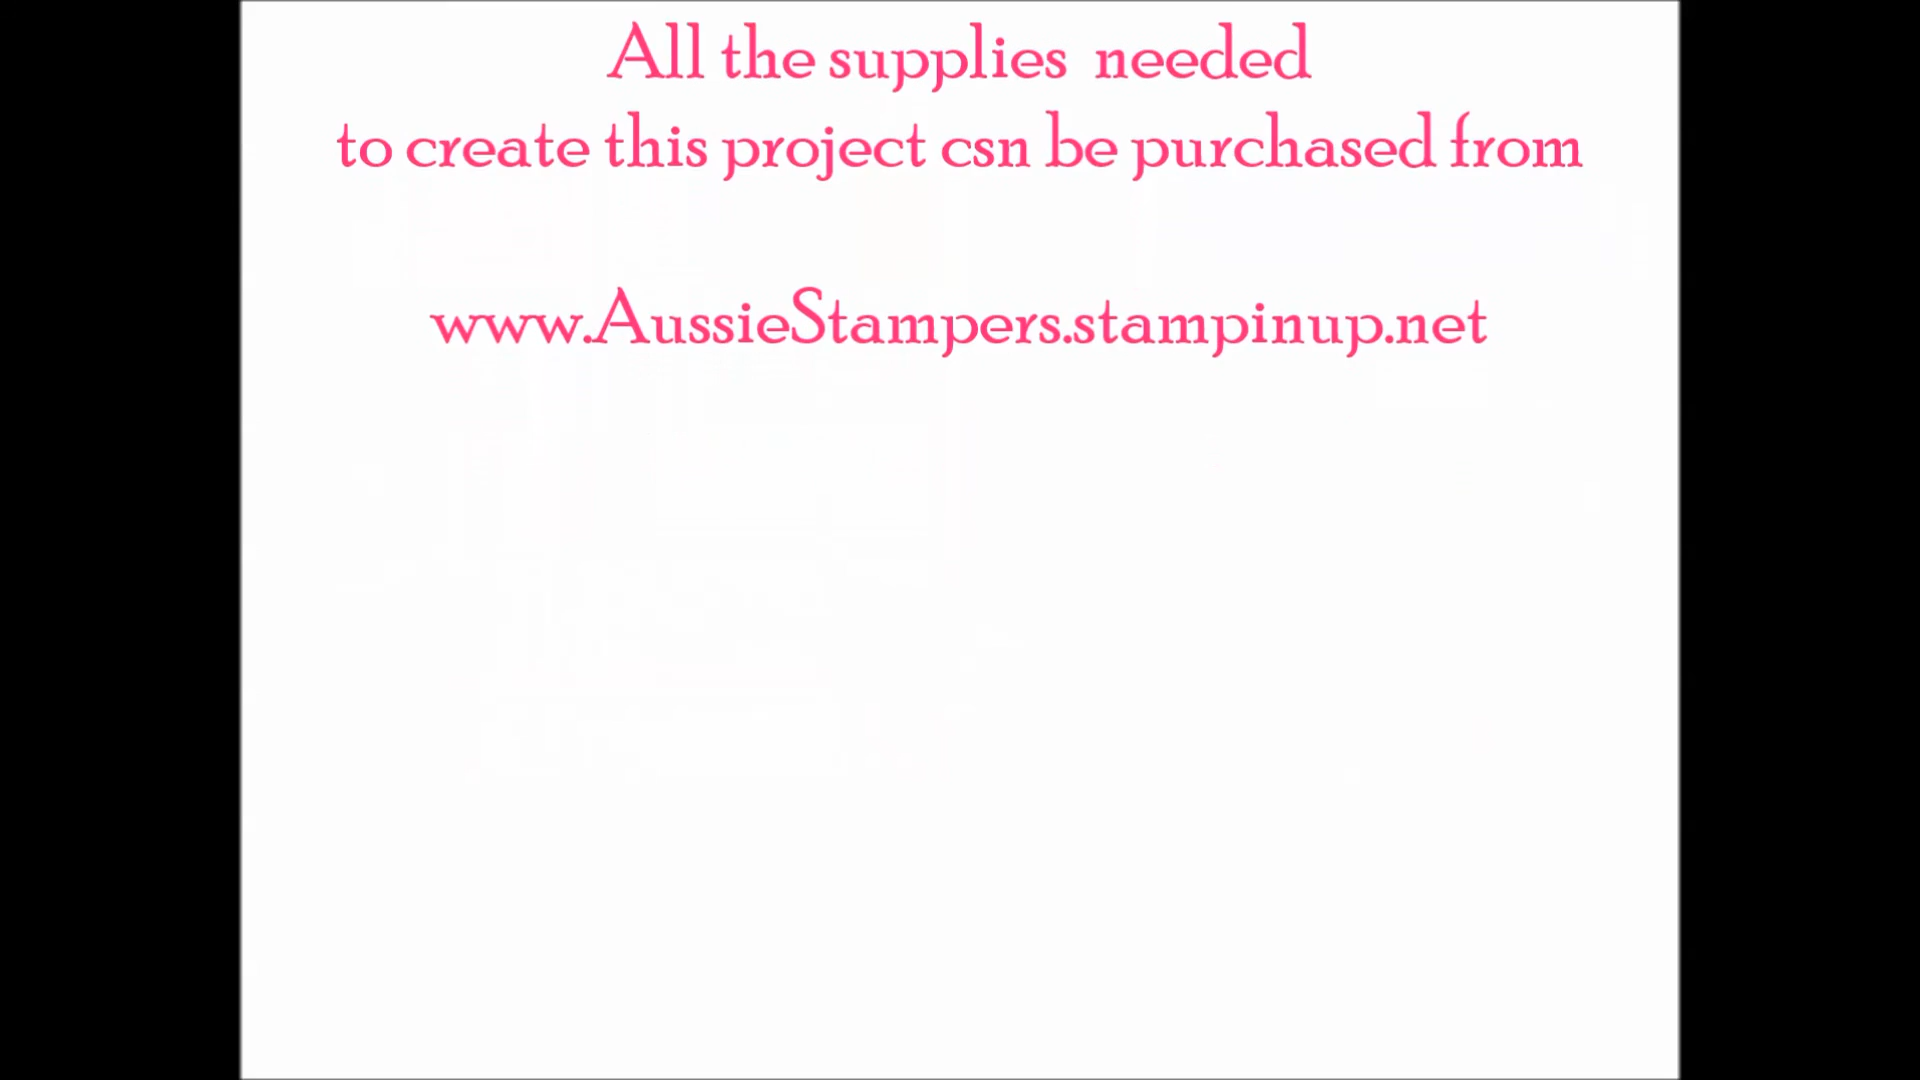 All the supplies needed
to create this project csn be purchased from
www.AussieStampers.stampinup.net